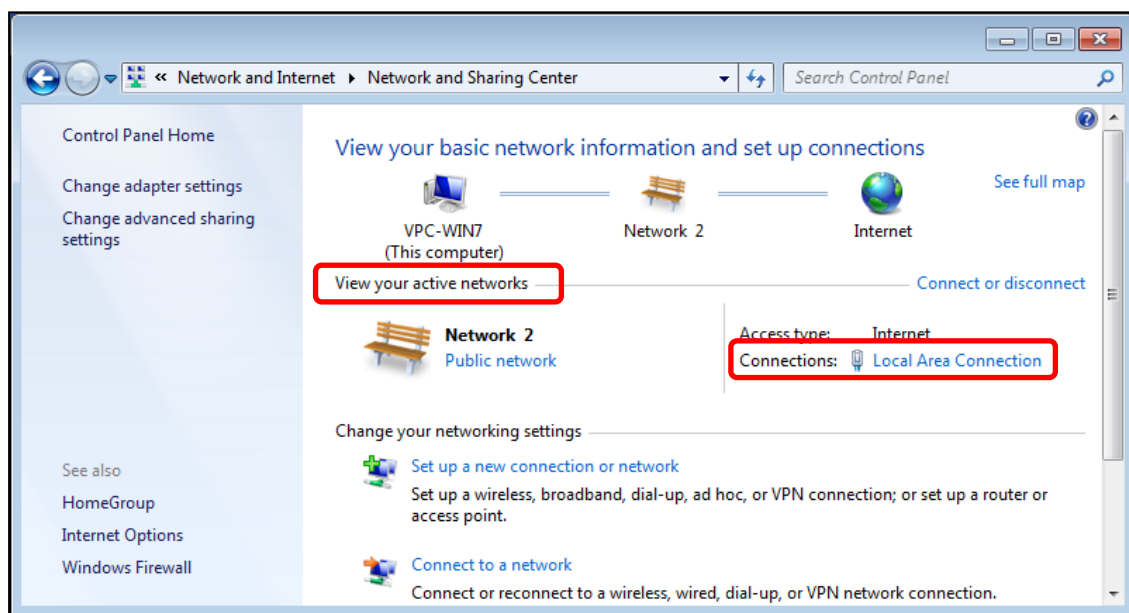 « Network and Internet ▸ Network and Sharing Center
Search Control Panel
Control Panel Home
Change adapter settings
Change advanced sharing
settings
See also
HomeGroup
Internet Options
Windows Firewall
View your basic network information and set up connections
See full map
VPC-WIN7
(This computer)
Network 2
Internet
View your active networks
Connect or disconnect
Network 2
Public network
Access type: Internet
Connections: Local Area Connection
Change your networking settings
Set up a new connection or network
Set up a wireless, broadband, dial-up, ad hoc, or VPN connection; or set up a router or
access point.
Connect to a network
Connect or reconnect to a wireless, wired, dial-up, or VPN network connection.